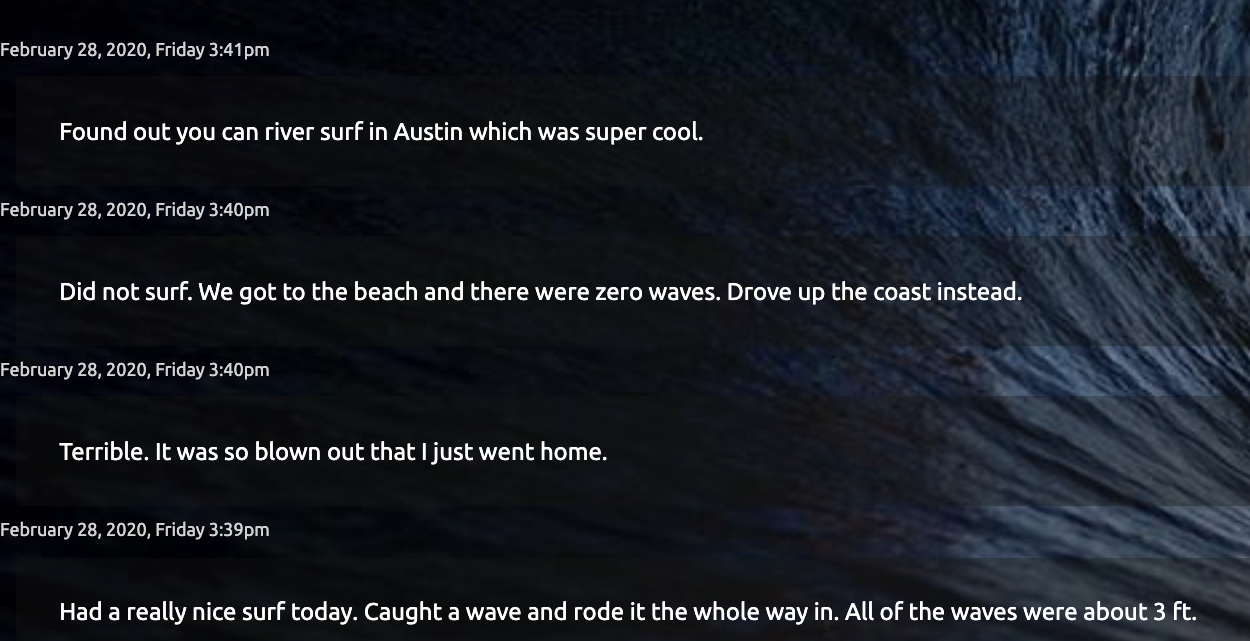 February 28, 2020, Friday 3:41pm
Found out you can river surf in Austin which was super cool.
February 28, 2020, Friday 3:40pm
Did not surf. We got to the beach and there were zero waves. Drove up the coast instead.
February 28, 2020, Friday 3:40pm
Terrible. It was so blown out that I just went home.
February 28, 2020, Friday 3:39pm
Had a really nice surf today. Caught a wave and rode it the whole way in. All of the waves were about 3 ft.